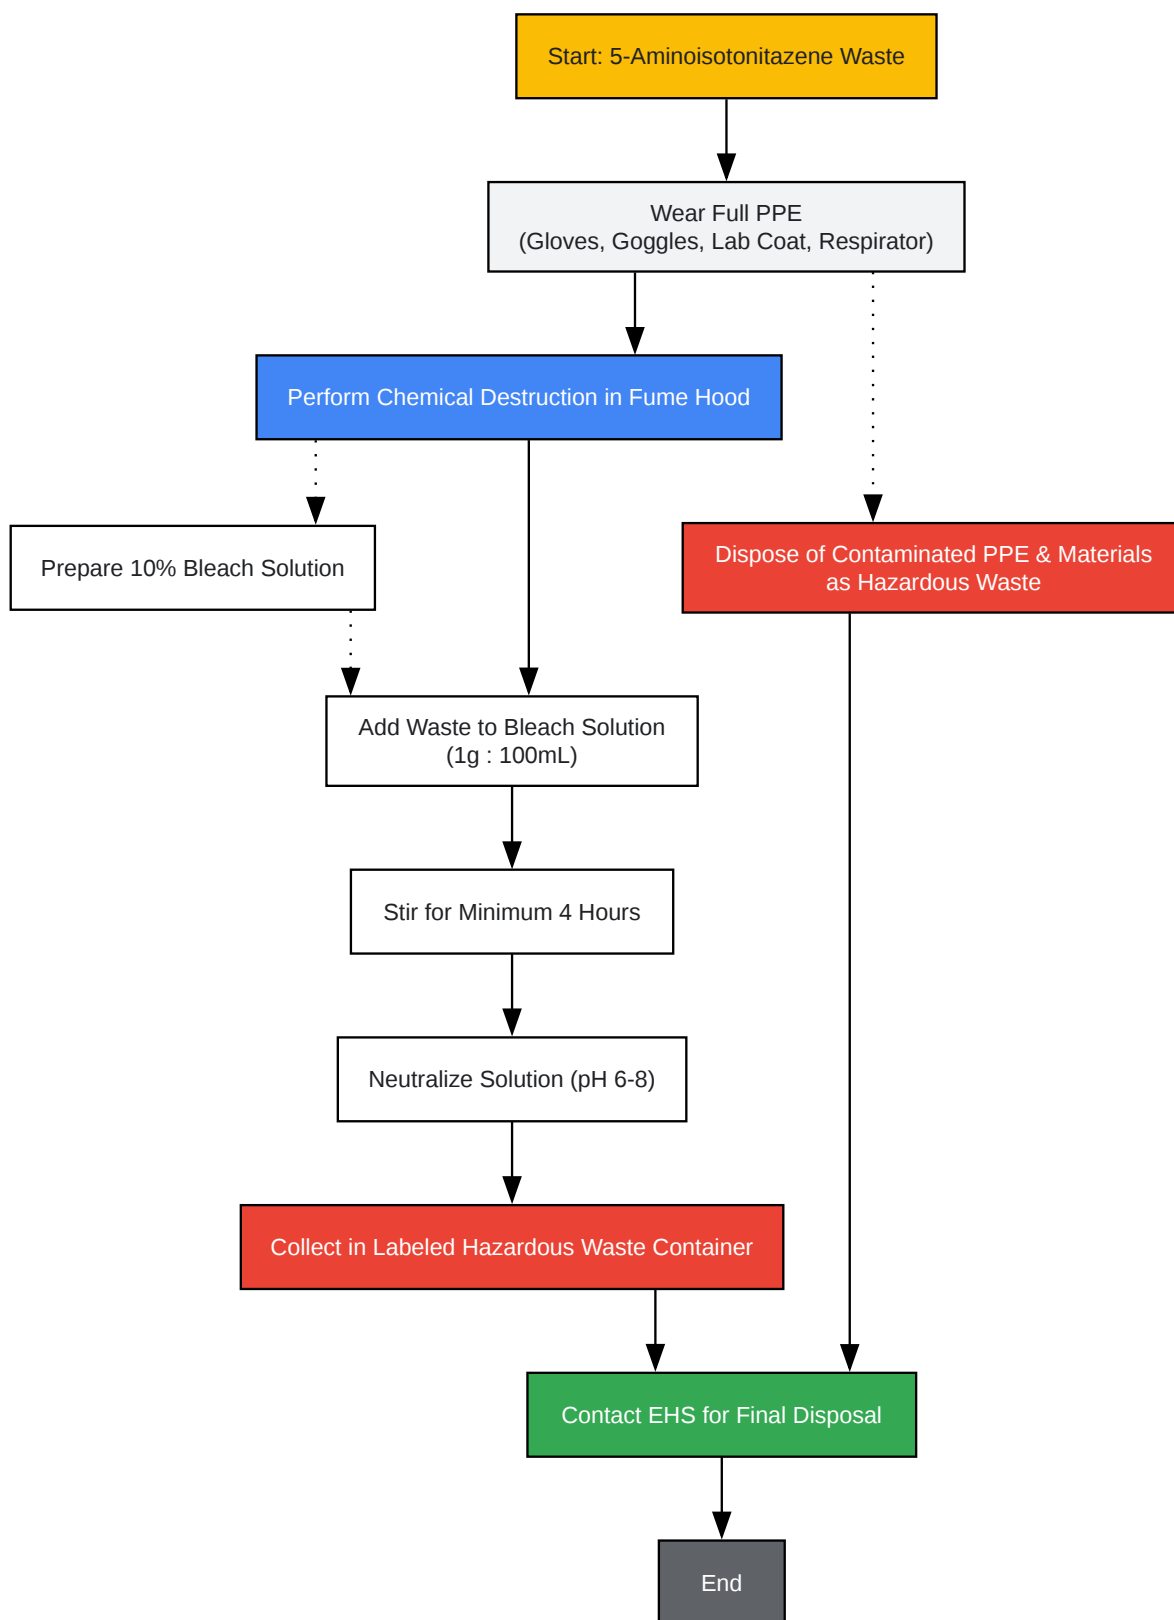 Start: 5-Aminoisotonitazene Waste
Wear Full PPE
(Gloves, Goggles, Lab Coat, Respirator)
Perform Chemical Destruction in Fume Hood
Prepare 10% Bleach Solution
Dispose of Contaminated PPE & Materials
as Hazardous Waste
Add Waste to Bleach Solution
(1g : 100mL)
Stir for Minimum 4 Hours
Neutralize Solution (pH 6-8)
Collect in Labeled Hazardous Waste Container
Contact EHS for Final Disposal
End